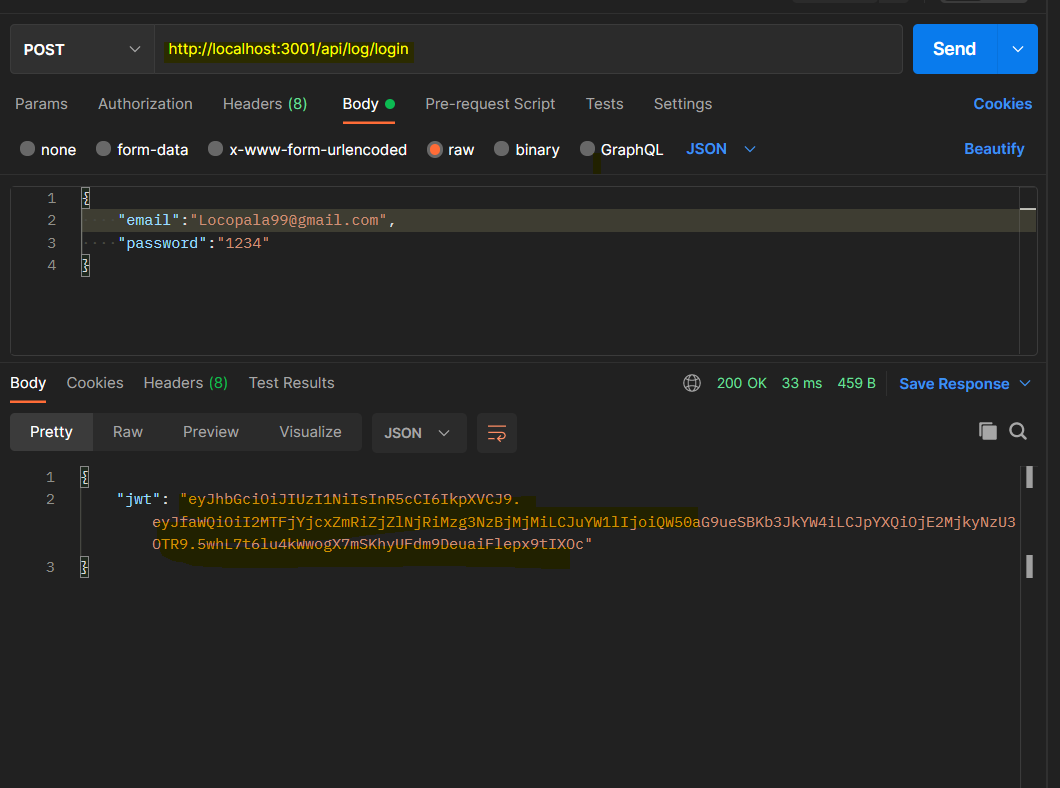 POST http://localhost:3001/api/log/login Send
Params Authorization Headers (8) Body Pre-request Script Tests Settings Cookies
none form-data x-www-form-urlencoded raw binary GraphQL JSON Beautify
1 {
2 "email":"Locopala99@gmail.com",
3 "password":"1234"
4 }
Body Cookies Headers (8) Test Results 200 OK 33 ms 459 B Save Response
Pretty Raw Preview Visualize JSON
1 {
2 "jwt": "eyJhbGciOiJIUzI1NiIsInR5cCI6IkpXVCJ9.
eyJfaWQiOiI2MTFjYjcxZmRiZjZlNjRiMzg3NzBjMjMiLCJuYW1lIjoiQW50aG9ueSBKb3JkYW4iLCJpYXQiOjE2MjkyNzU3
OTR9.5whL7t6lu4kWwogX7mSKhyUFdm9DeuaiFlepx9tIXOc"
3 }